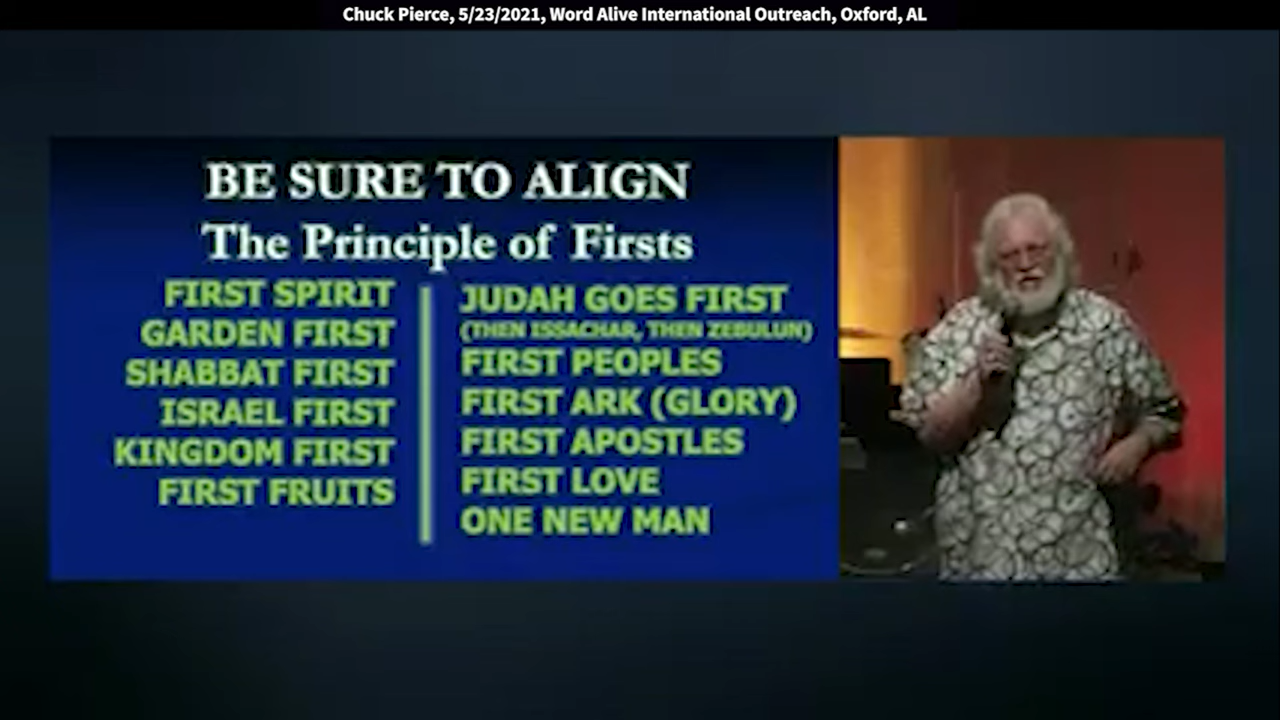 Chuck Pierce, 5/23/2021, Word Alive International Outreach, Oxford, AL
BE SURE TO ALIGN
The Principle of Firsts
FIRST SPIRIT
GARDEN FIRST
SHABBAT FIRST
ISRAEL FIRST
KINGDOM FIRST
FIRST FRUITS
JUDAH GOES FIRST
(THEN ISSACHAR, THEN ZEBULUN)
FIRST PEOPLES
FIRST ARK (GLORY)
FIRST APOSTLES
FIRST LOVE
ONE NEW MAN